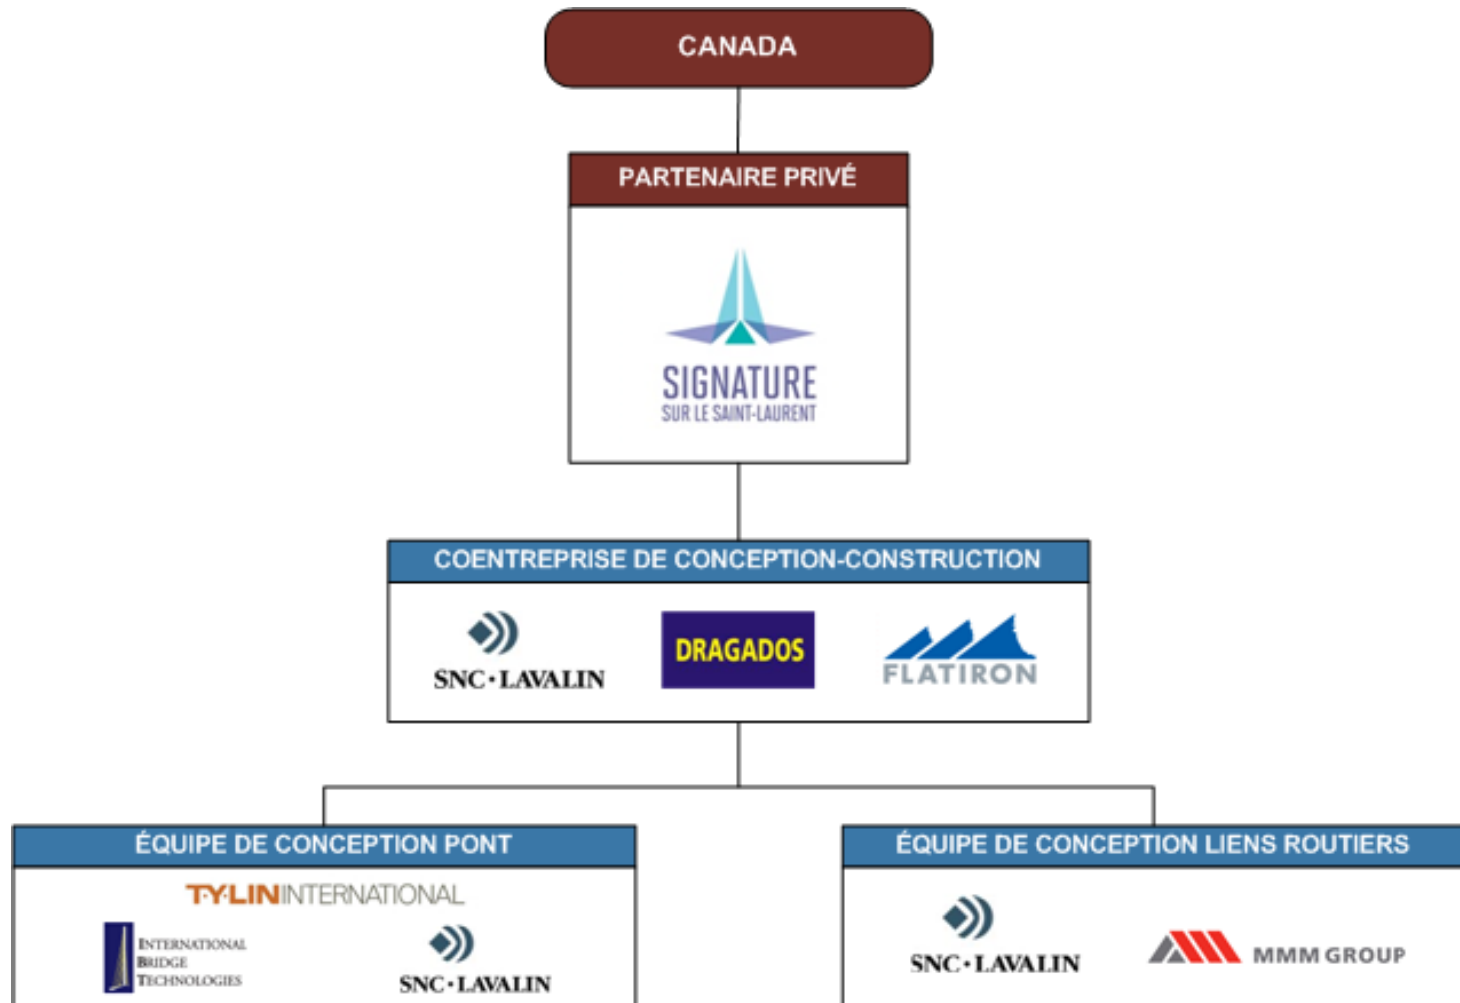 CANADA
PARTENAIRE PRIVÉ
SIGNATURE
SUR LE SAINT-LAURENT
COENTREPRISE DE CONCEPTION-CONSTRUCTION
SNC·LAVALIN
DRAGADOS
FLATIRON
ÉQUIPE DE CONCEPTION PONT
T·Y·LIN INTERNATIONAL
INTERNATIONAL
BRIDGE
TECHNOLOGIES
IBT
SNC·LAVALIN
ÉQUIPE DE CONCEPTION LIENS ROUTIERS
SNC·LAVALIN
MMM GROUP